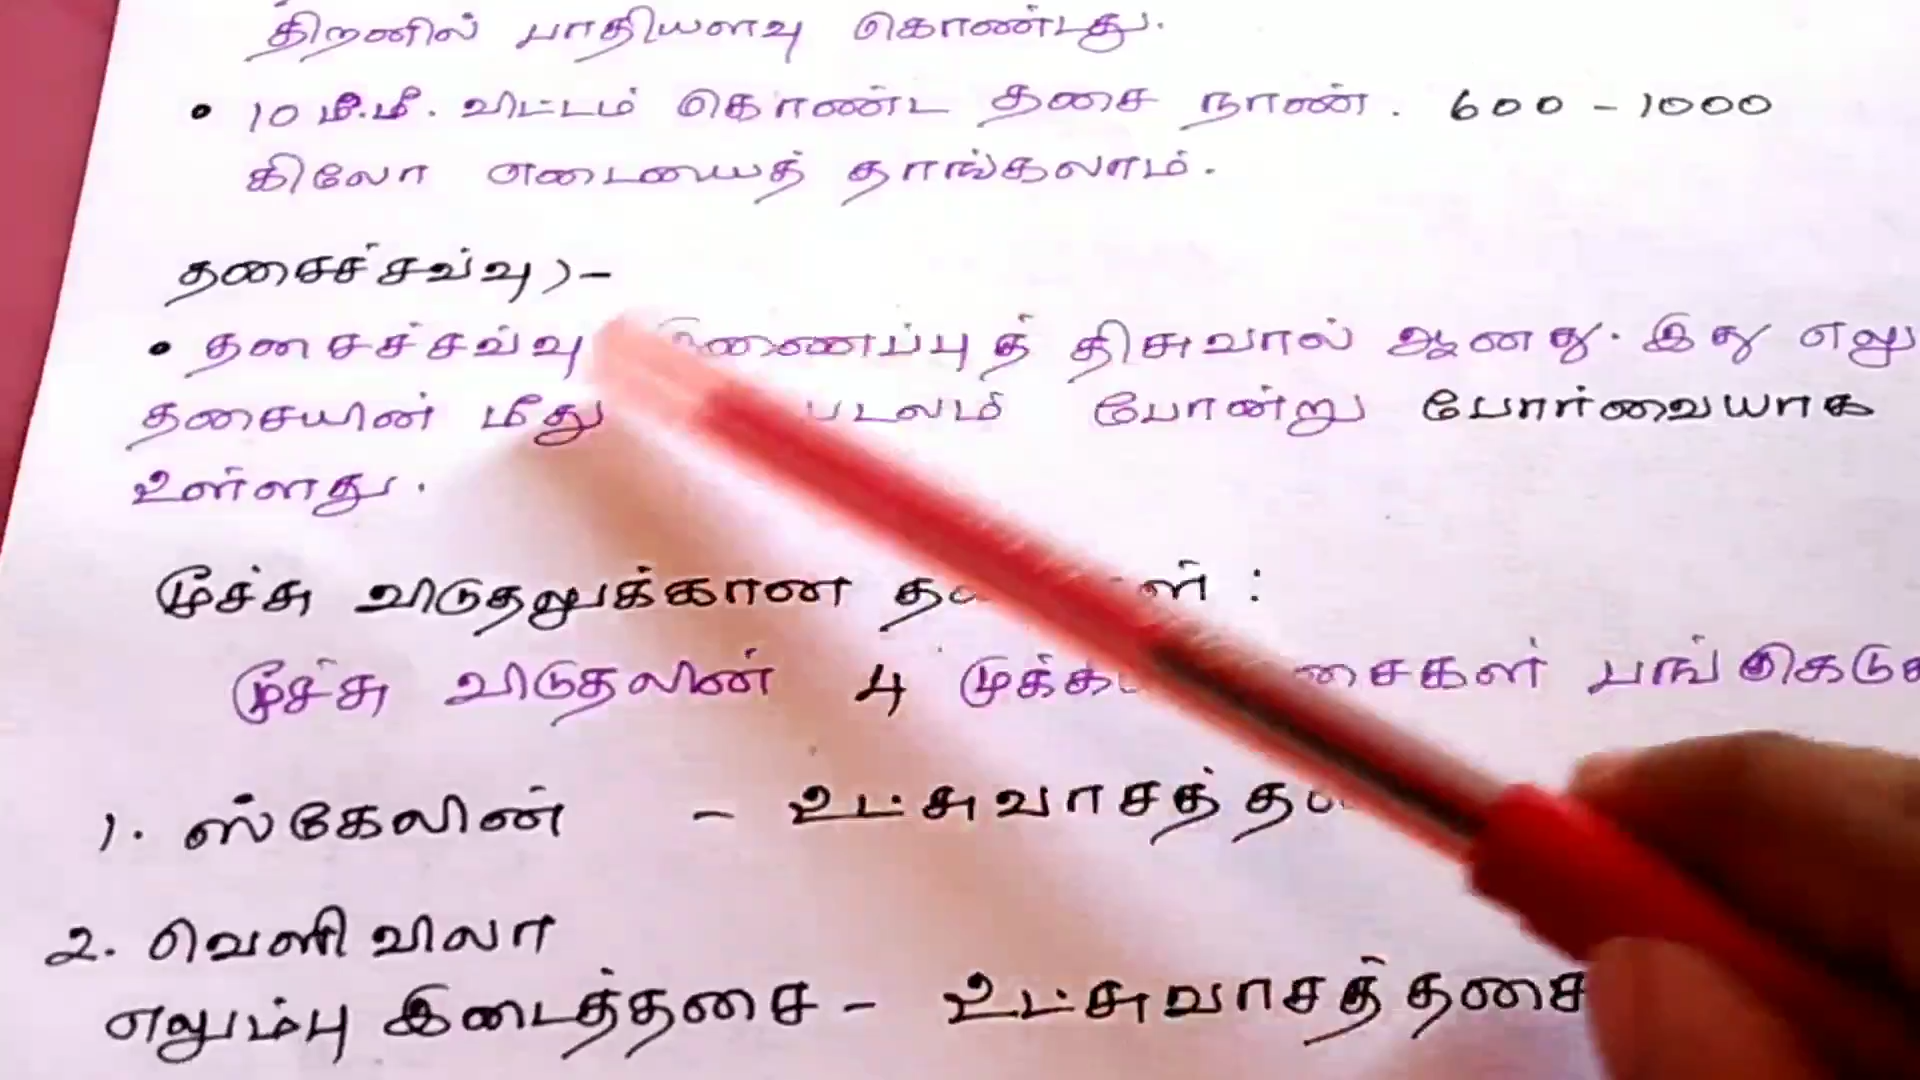 திறனில் பாதியளவு கொண்டது.
• 10 மீ.மீ. விட்டம் கொண்ட தசை நாண். 600 - 1000
கிலோ எடையைத் தாங்கலாம்.
தசைச்சவ்வு :-
• தசைச்சவ்வு இணைப்புத் திசுவால் ஆனது. இது எலு
தசையின் மீது படலம் போன்று போர்வையாக
உள்ளது.
மூச்சு விடுதலுக்கான :
மூச்சு விடுதலின் 4 பங்கெடு
1. ஸ்கேலின் - உட்சுவாசத்
2. வெளி விலா
எலும்பு இடைத்தசை - உட்சுவாசத்தசை